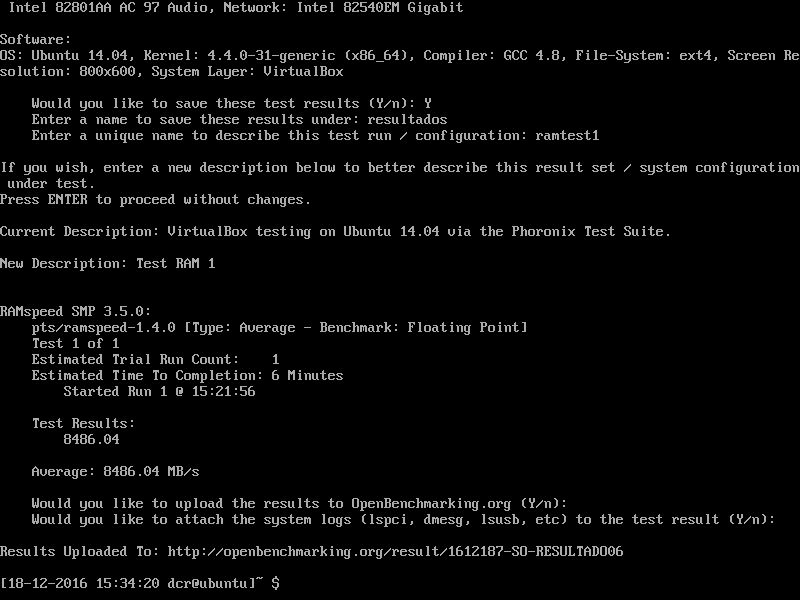 Intel 82801AA AC 97 Audio, Network: Intel 82540EM Gigabit
Software:
OS: Ubuntu 14.04, Kernel: 4.4.0-31-generic (x86_64), Compiler: GCC 4.8, File-System: ext4, Screen Re
solution: 800x600, System Layer: VirtualBox
Would you like to save these test results (Y/n): Y
Enter a name to save these results under: resultados
Enter a unique name to describe this test run / configuration: ramtest1
If you wish, enter a new description below to better describe this result set / system configuration
under test.
Press ENTER to proceed without changes.
Current Description: VirtualBox testing on Ubuntu 14.04 via the Phoronix Test Suite.
New Description: Test RAM 1
RAMspeed SMP 3.5.0:
pts/ramspeed-1.4.0 [Type: Average - Benchmark: Floating Point]
Test 1 of 1
Estimated Trial Run Count:    1
Estimated Time To Completion: 6 Minutes
Started Run 1 @ 15:21:56
Test Results:
8486.04
Average: 8486.04 MB/s
Would you like to upload the results to OpenBenchmarking.org (Y/n):
Would you like to attach the system logs (lspci, dmesg, lsusb, etc) to the test result (Y/n):
Results Uploaded To: http://openbenchmarking.org/result/1612187-SO-RESULTADO06
[18-12-2016 15:34:20 dcr@ubuntu]~ $